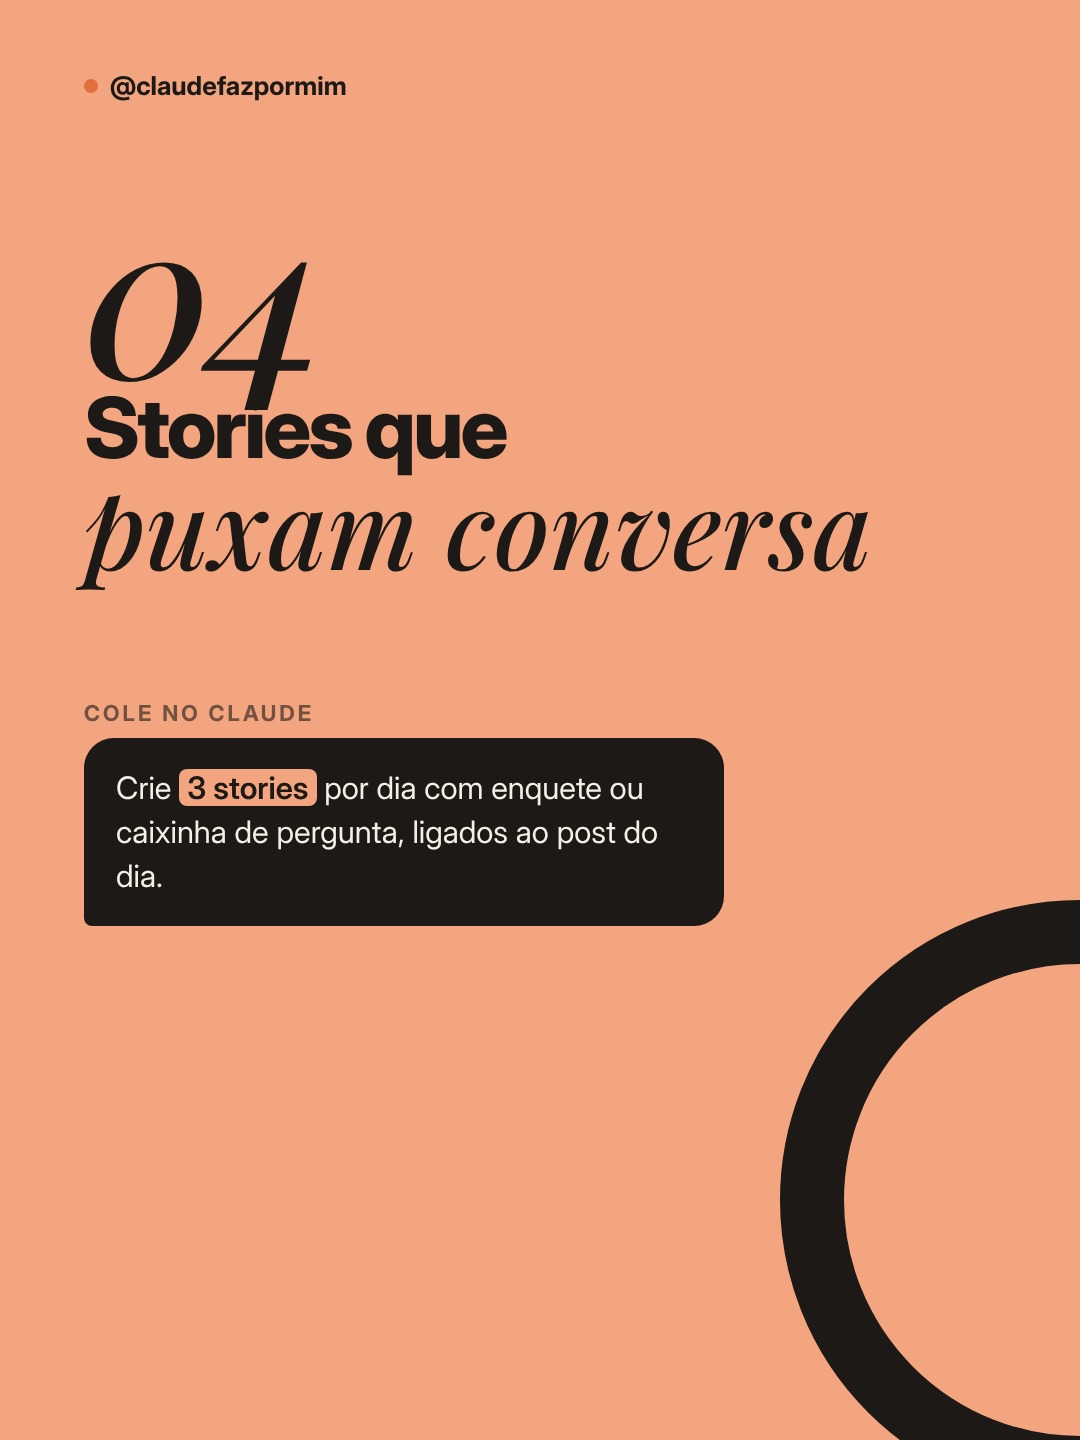 @claudefazpormim
04
Stories que
puxam conversa
COLE NO CLAUDE
Crie 3 stories por dia com enquete ou
caixinha de pergunta, ligados ao post do
dia.